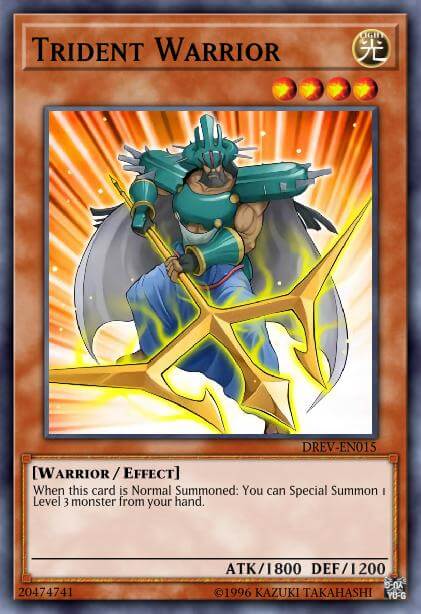 TRIDENT WARRIOR
LIGHT
光
DREV-EN015
[WARRIOR / EFFECT]
When this card is Normal Summoned: You can Special Summon 1
Level 3 monster from your hand.
ATK/1800 DEF/1200
20474741
©1996 KAZUKI TAKAHASHI